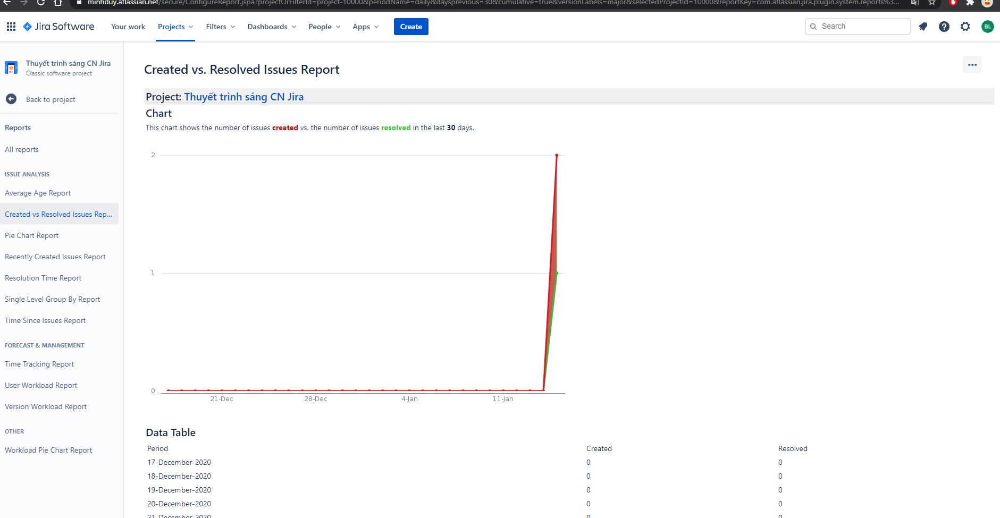 minhduy.atlassian.net/secure/ConfigureReport.jspa?projectOrFilterId=project-10000&periodName=daily&daysprevious=30&cumulative=true&versionLabels=major&selectedProjectId=10000&reportKey=com.atlassian.jira.plugin.system.reports%3...
Jira Software Your work Projects Filters Dashboards People Apps Create Search BL
Thuyết trình sáng CN Jira
Classic software project
Back to project
Reports
All reports
ISSUE ANALYSIS
Average Age Report
Created vs Resolved Issues Rep...
Pie Chart Report
Recently Created Issues Report
Resolution Time Report
Single Level Group By Report
Time Since Issues Report
FORECAST & MANAGEMENT
Time Tracking Report
User Workload Report
Version Workload Report
OTHER
Workload Pie Chart Report
Created vs. Resolved Issues Report
Project: Thuyết trình sáng CN Jira
Chart
This chart shows the number of issues created vs. the number of issues resolved in the last 30 days.
2
1
0
21-Dec 28-Dec 4-Jan 11-Jan
Data Table
Period Created Resolved
17-December-2020 0 0
18-December-2020 0 0
19-December-2020 0 0
20-December-2020 0 0
21-December-2020 0 0